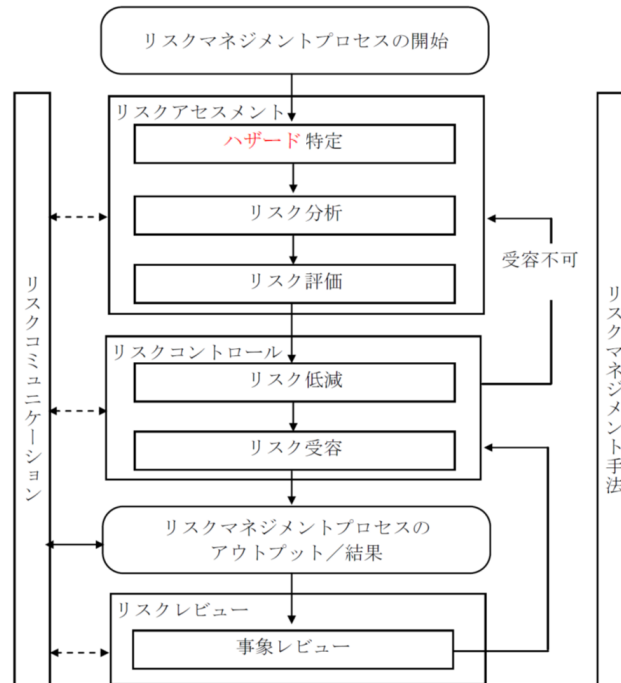 リスクマネジメントプロセスの開始
リスクアセスメント
ハザード 特定
リスク分析
リスク評価
受容不可
リスクコントロール
リスク低減
リスク受容
リスクマネジメントプロセスの
アウトプット／結果
リスクレビュー
事象レビュー
リスクコミュニケーション
リスクマネジメント手法